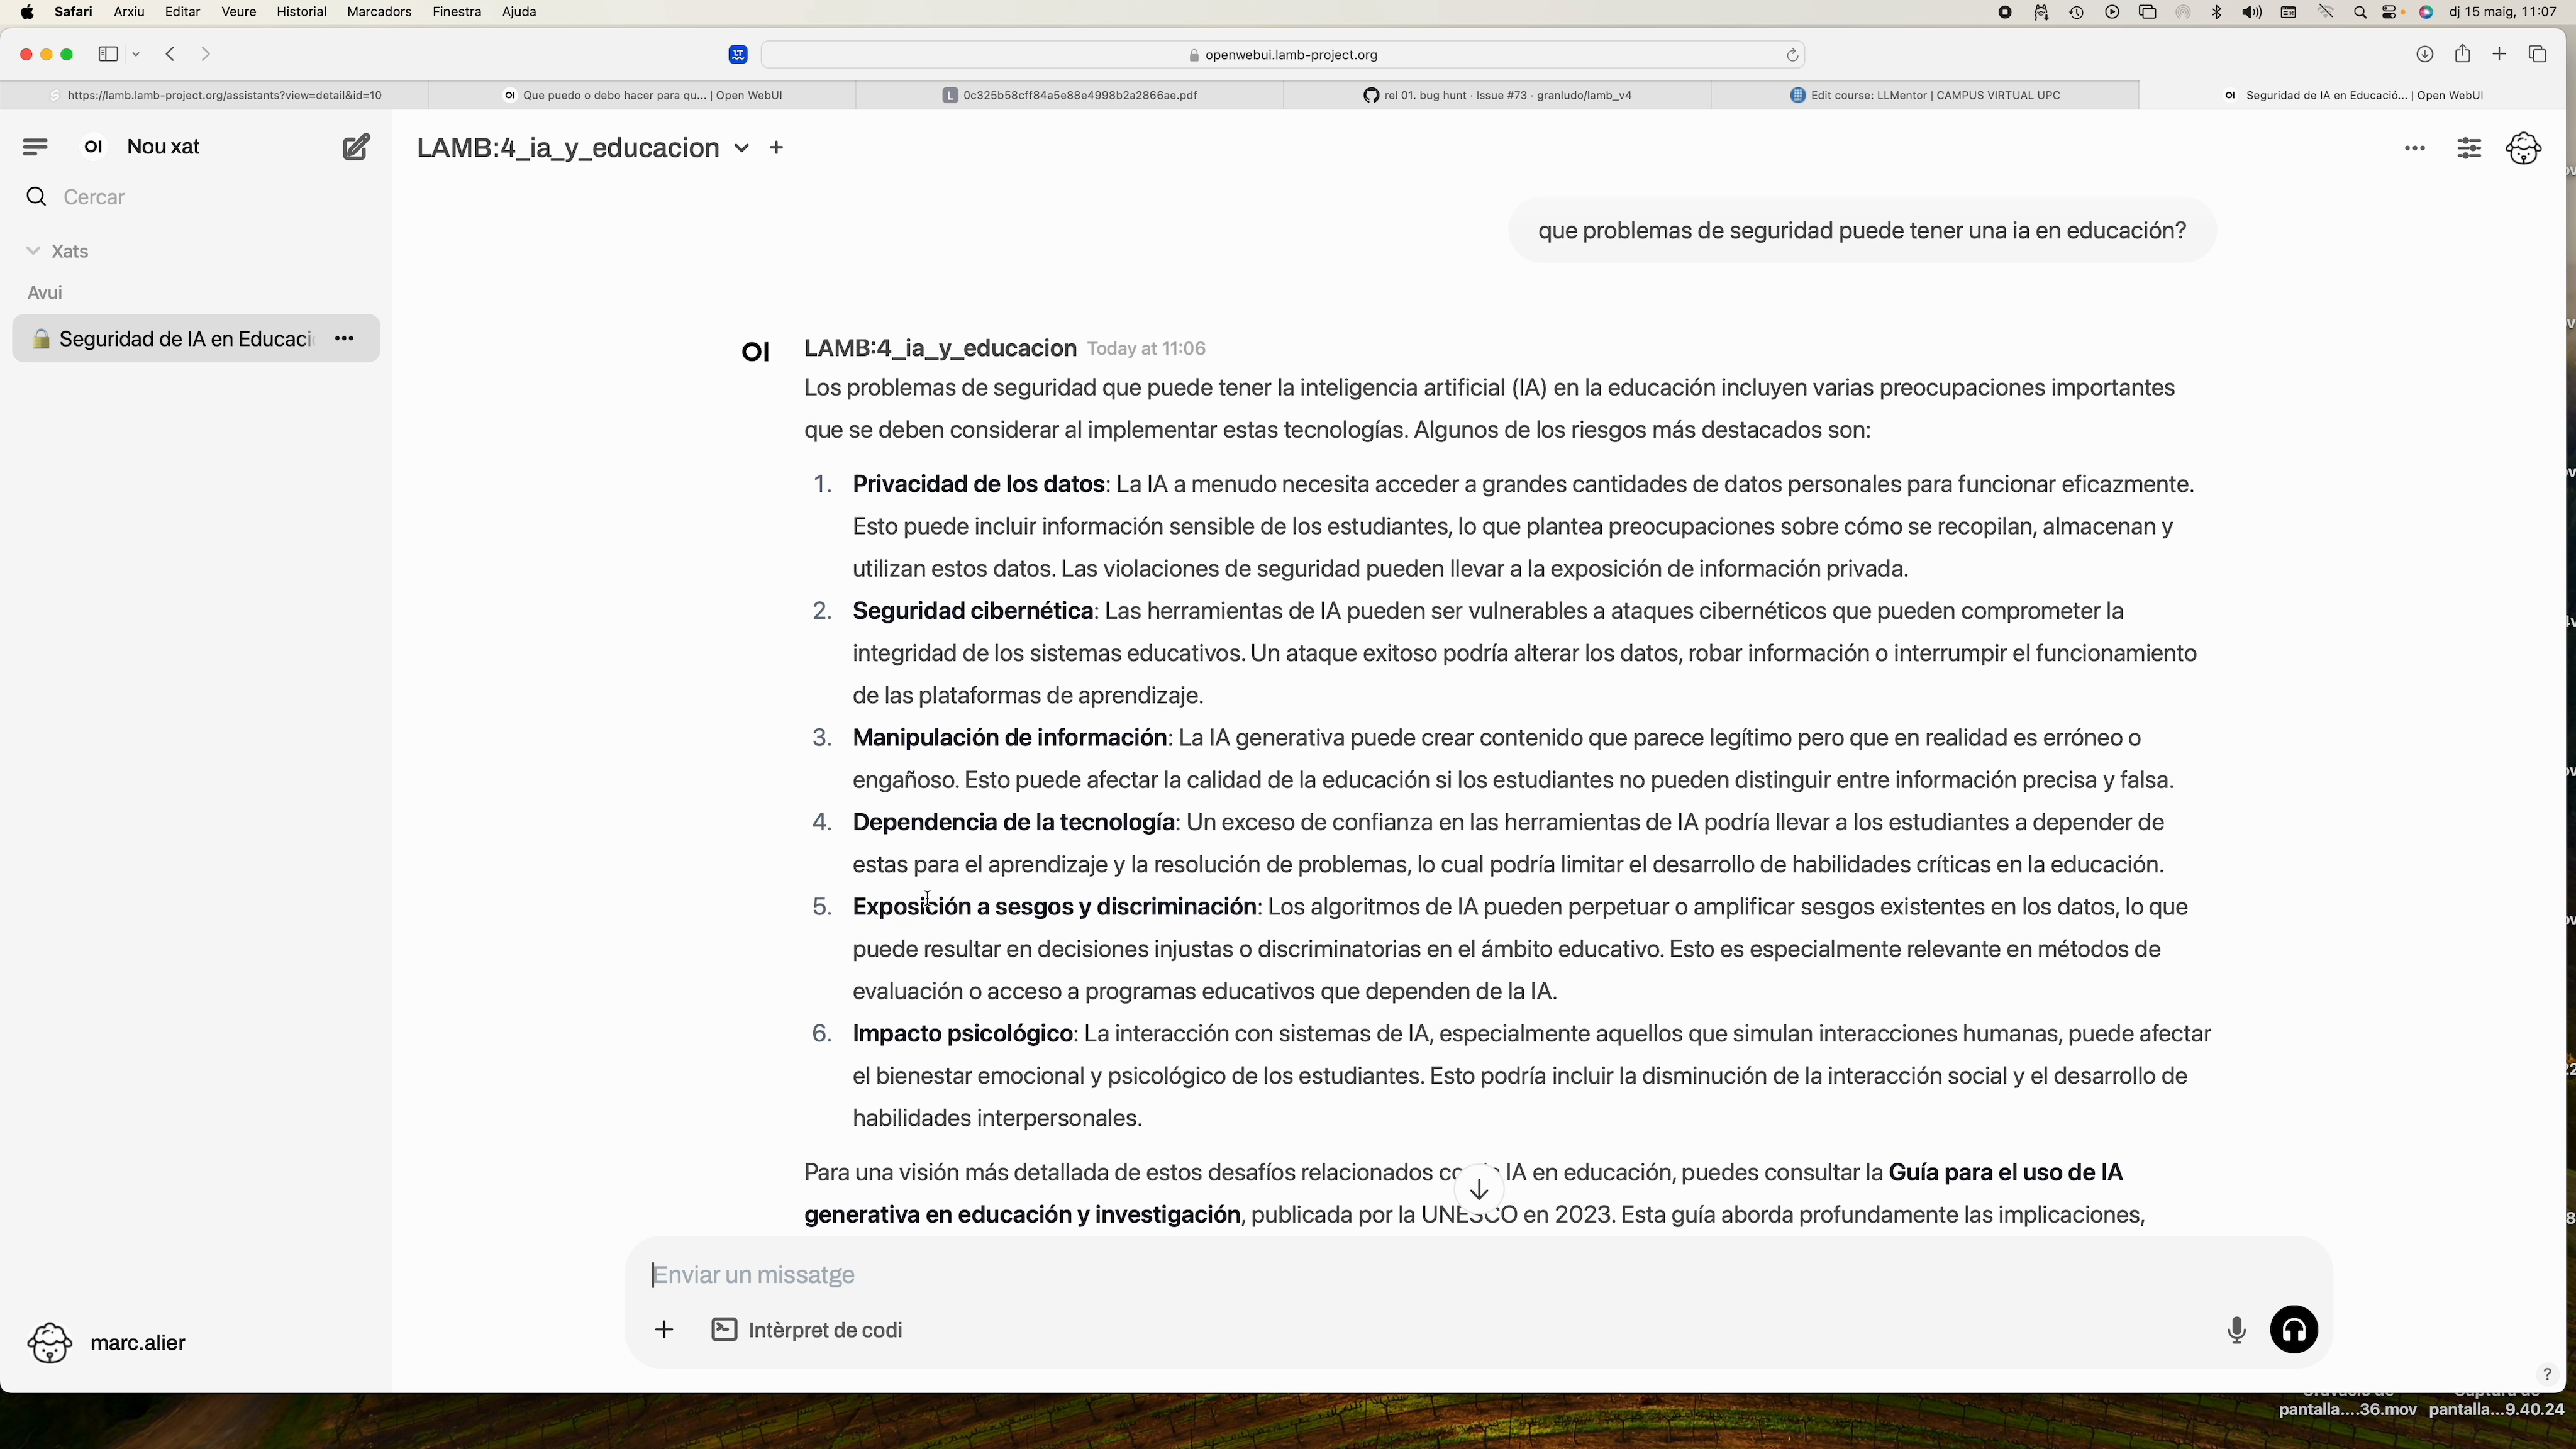 Safari Arxiu Editar Veure Historial Marcadors Finestra Ajuda
dj 15 maig, 11:07
openwebui.lamb-project.org
https://lamb.lamb-project.org/assistants?view=detail&id=10
OI Que puedo o debo hacer para qu... | Open WebUI
L 0c325b58cff84a5e88e4998b2a2866ae.pdf
rel 01. bug hunt · Issue #73 · granludo/lamb_v4
Edit course: LLMentor | CAMPUS VIRTUAL UPC
OI Seguridad de IA en Educació... | Open WebUI
OI Nou xat
LAMB:4_ia_y_educacion
Cercar
Xats
Avui
Seguridad de IA en Educaci
que problemas de seguridad puede tener una ia en educación?
OI LAMB:4_ia_y_educacion Today at 11:06
Los problemas de seguridad que puede tener la inteligencia artificial (IA) en la educación incluyen varias preocupaciones importantes
que se deben considerar al implementar estas tecnologías. Algunos de los riesgos más destacados son:
1. Privacidad de los datos: La IA a menudo necesita acceder a grandes cantidades de datos personales para funcionar eficazmente.
Esto puede incluir información sensible de los estudiantes, lo que plantea preocupaciones sobre cómo se recopilan, almacenan y
utilizan estos datos. Las violaciones de seguridad pueden llevar a la exposición de información privada.
2. Seguridad cibernética: Las herramientas de IA pueden ser vulnerables a ataques cibernéticos que pueden comprometer la
integridad de los sistemas educativos. Un ataque exitoso podría alterar los datos, robar información o interrumpir el funcionamiento
de las plataformas de aprendizaje.
3. Manipulación de información: La IA generativa puede crear contenido que parece legítimo pero que en realidad es erróneo o
engañoso. Esto puede afectar la calidad de la educación si los estudiantes no pueden distinguir entre información precisa y falsa.
4. Dependencia de la tecnología: Un exceso de confianza en las herramientas de IA podría llevar a los estudiantes a depender de
estas para el aprendizaje y la resolución de problemas, lo cual podría limitar el desarrollo de habilidades críticas en la educación.
5. Exposición a sesgos y discriminación: Los algoritmos de IA pueden perpetuar o amplificar sesgos existentes en los datos, lo que
puede resultar en decisiones injustas o discriminatorias en el ámbito educativo. Esto es especialmente relevante en métodos de
evaluación o acceso a programas educativos que dependen de la IA.
6. Impacto psicológico: La interacción con sistemas de IA, especialmente aquellos que simulan interacciones humanas, puede afectar
el bienestar emocional y psicológico de los estudiantes. Esto podría incluir la disminución de la interacción social y el desarrollo de
habilidades interpersonales.
Para una visión más detallada de estos desafíos relacionados IA en educación, puedes consultar la Guía para el uso de IA
generativa en educación y investigación, publicada por la UNESCO en 2023. Esta guía aborda profundamente las implicaciones,
Enviar un missatge
Intèrpret de codi
marc.alier
?
pantalla....36.mov pantalla...9.40.24